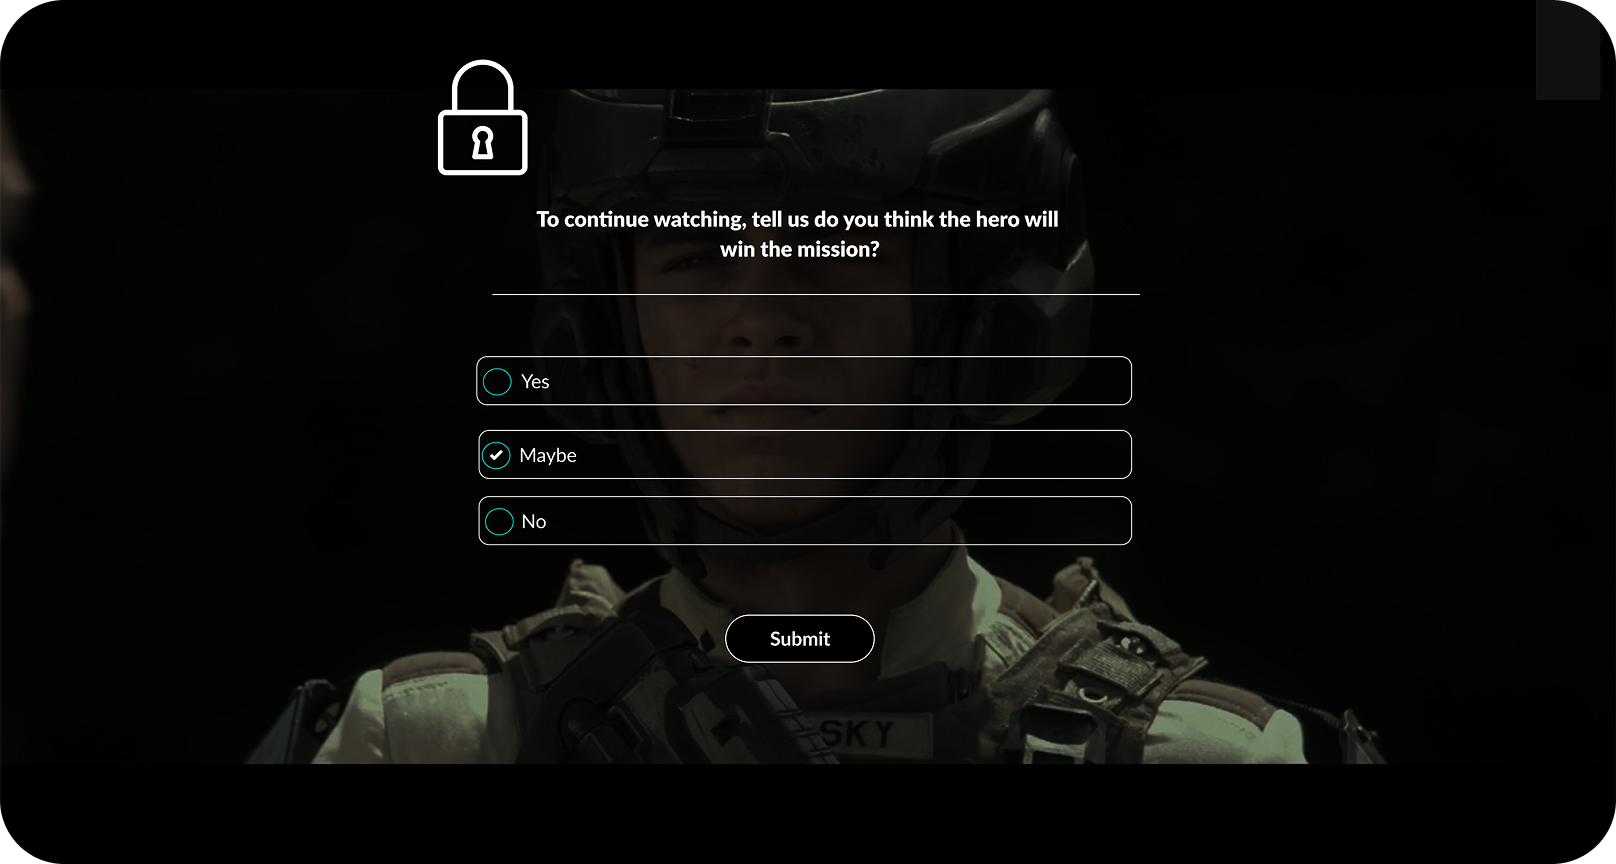 To continue watching, tell us do you think the hero will
win the mission?
Yes
Maybe
No
Submit
SKY